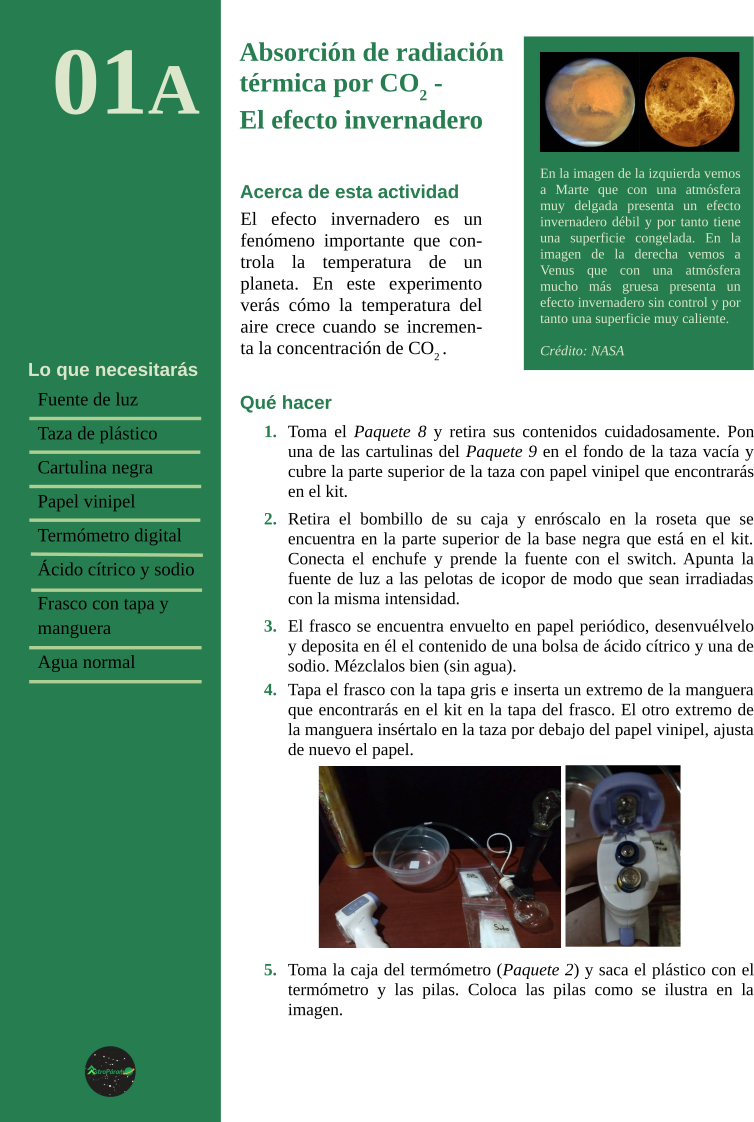 01A
Absorción de radiación
térmica por CO2 -
El efecto invernadero
Acerca de esta actividad
El efecto invernadero es un
fenómeno importante que con-
trola la temperatura de un
planeta. En este experimento
verás cómo la temperatura del
aire crece cuando se incremen-
ta la concentración de CO2 .
En la imagen de la izquierda vemos
a Marte que con una atmósfera
muy delgada presenta un efecto
invernadero débil y por tanto tiene
una superficie congelada. En la
imagen de la derecha vemos a
Venus que con una atmósfera
mucho más gruesa presenta un
efecto invernadero sin control y por
tanto una superficie muy caliente.
Crédito: NASA
Lo que necesitarás
Fuente de luz
Taza de plástico
Cartulina negra
Papel vinipel
Termómetro digital
Ácido cítrico y sodio
Frasco con tapa y
manguera
Agua normal
Qué hacer
1. Toma el Paquete 8 y retira sus contenidos cuidadosamente. Pon
una de las cartulinas del Paquete 9 en el fondo de la taza vacía y
cubre la parte superior de la taza con papel vinipel que encontrarás
en el kit.
2. Retira el bombillo de su caja y enróscalo en la roseta que se
encuentra en la parte superior de la base negra que está en el kit.
Conecta el enchufe y prende la fuente con el switch. Apunta la
fuente de luz a las pelotas de icopor de modo que sean irradiadas
con la misma intensidad.
3. El frasco se encuentra envuelto en papel periódico, desenvuélvelo
y deposita en él el contenido de una bolsa de ácido cítrico y una de
sodio. Mézclalos bien (sin agua).
4. Tapa el frasco con la tapa gris e inserta un extremo de la manguera
que encontrarás en el kit en la tapa del frasco. El otro extremo de
la manguera insértalo en la taza por debajo del papel vinipel, ajusta
de nuevo el papel.
5. Toma la caja del termómetro (Paquete 2) y saca el plástico con el
termómetro y las pilas. Coloca las pilas como se ilustra en la
imagen.